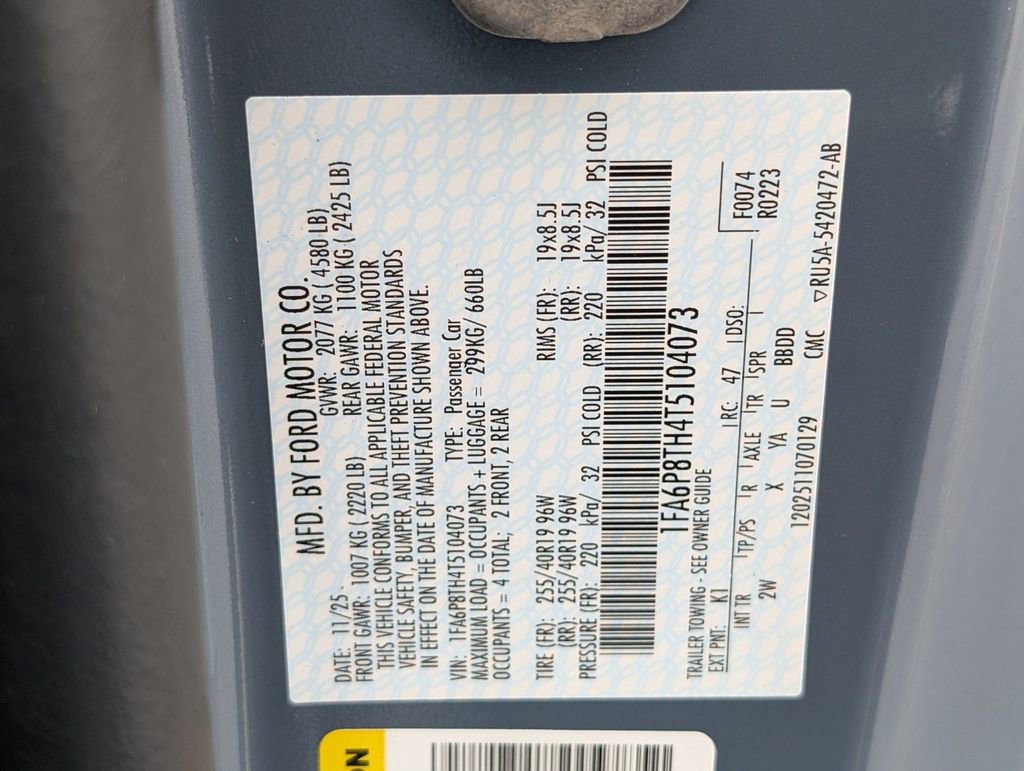 MFD. BY FORD MOTOR CO.
DATE: 11/25 GVWR: 2077 KG ( 4580 LB)
FRONT GAWR: 1007 KG ( 2220 LB) REAR GAWR: 1100 KG ( 2425 LB)
THIS VEHICLE CONFORMS TO ALL APPLICABLE FEDERAL MOTOR
VEHICLE SAFETY, BUMPER, AND THEFT PREVENTION STANDARDS
IN EFFECT ON THE DATE OF MANUFACTURE SHOWN ABOVE.
VIN: 1FA6P8TH4T5104073 TYPE: Passenger Car
MAXIMUM LOAD = OCCUPANTS + LUGGAGE = 299KG/ 660LB
OCCUPANTS = 4 TOTAL; 2 FRONT, 2 REAR
TIRE (FR): 255/40R19 96W RIMS (FR): 19x8.5J
(RR): 255/40R19 96W (RR): 19x8.5J
PRESSURE (FR): 220 kPa/ 32 PSI COLD (RR): 220 kPa/ 32 PSI COLD
1FA6P8TH4T5104073
TRAILER TOWING - SEE OWNER GUIDE
EXT PNT: K1 RC: 47 DSO: F0074
INT TR TP/PS R AXLE TR SPR R0223
2W X YA U BBDD
1202511070129 CMC ▽RU5A-5420472-AB
ON